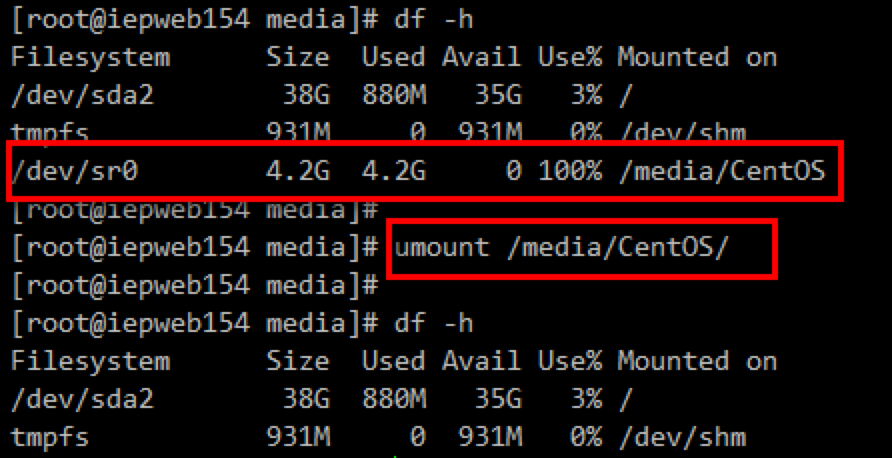 [root@iepweb154 media]# df -h
Filesystem      Size  Used Avail Use% Mounted on
/dev/sda2        38G  880M   35G   3% /
tmpfs           931M     0  931M   0% /dev/shm
/dev/sr0        4.2G  4.2G     0 100% /media/CentOS
[root@iepweb154 media]#
[root@iepweb154 media]# umount /media/CentOS/
[root@iepweb154 media]#
[root@iepweb154 media]# df -h
Filesystem      Size  Used Avail Use% Mounted on
/dev/sda2        38G  880M   35G   3% /
tmpfs           931M     0  931M   0% /dev/shm